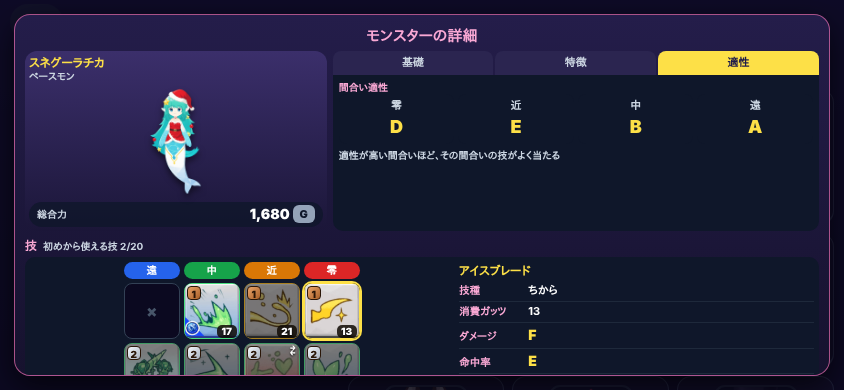 モンスターの詳細
スネグーラチカ
ベースモン
総合力 1,680 G
基礎 特徴 適性
間合い適性
零 近 中 遠
D E B A
適性が高い間合いほど、その間合いの技がよく当たる
技 初めから使える技 2/20
遠 中 近 零
× 1 17 1 21 1 13
2 2 2 2
アイスブレード
技種 ちから
消費ガッツ 13
ダメージ F
命中率 E